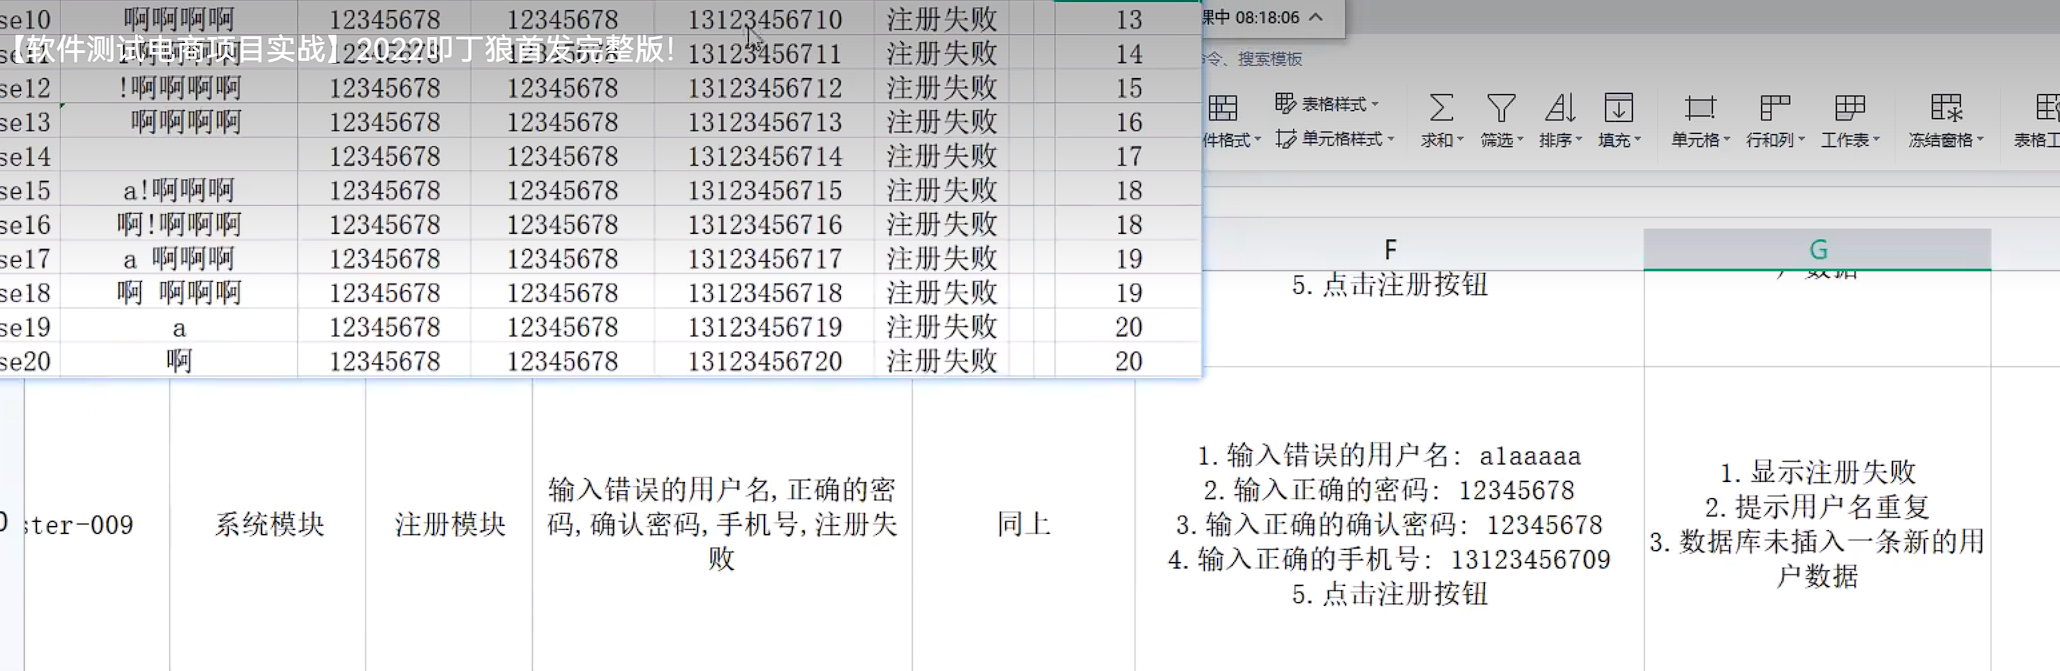 se10 啊啊啊啊 12345678 12345678 13123456710 注册失败 13
【软件测试电商项目实战】2022叩丁狼首发完整版！
12345678 13123456711 注册失败 14
se12 !啊啊啊啊 12345678 12345678 13123456712 注册失败 15
se13 啊啊啊啊 12345678 12345678 13123456713 注册失败 16
se14 12345678 12345678 13123456714 注册失败 17
se15 a!啊啊啊 12345678 12345678 13123456715 注册失败 18
se16 啊!啊啊啊 12345678 12345678 13123456716 注册失败 18
se17 a 啊啊啊 12345678 12345678 13123456717 注册失败 19
se18 啊 啊啊啊 12345678 12345678 13123456718 注册失败 19
se19 a 12345678 12345678 13123456719 注册失败 20
se20 啊 12345678 12345678 13123456720 注册失败 20
课中 08:18:06
令、搜索模板
件格式 表格样式 单元格样式 求和 筛选 排序 填充 单元格 行和列 工作表 冻结窗格 表格工
F G
5.点击注册按钮
户数据
ster-009
系统模块
注册模块
输入错误的用户名,正确的密
码,确认密码,手机号,注册失
败
同上
1.输入错误的用户名: a1aaaaa
2.输入正确的密码: 12345678
3.输入正确的确认密码: 12345678
4.输入正确的手机号: 13123456709
5.点击注册按钮
1.显示注册失败
2.提示用户名重复
3.数据库未插入一条新的用
户数据